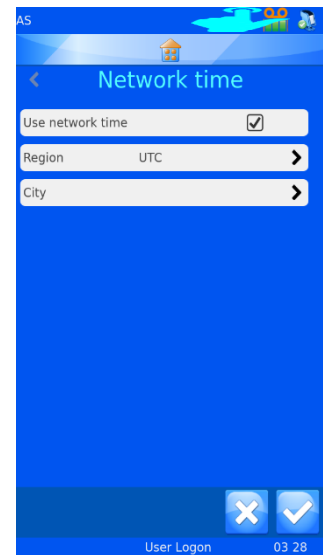 AS
Network time
Use network time
Region UTC
City
User Logon 03 28